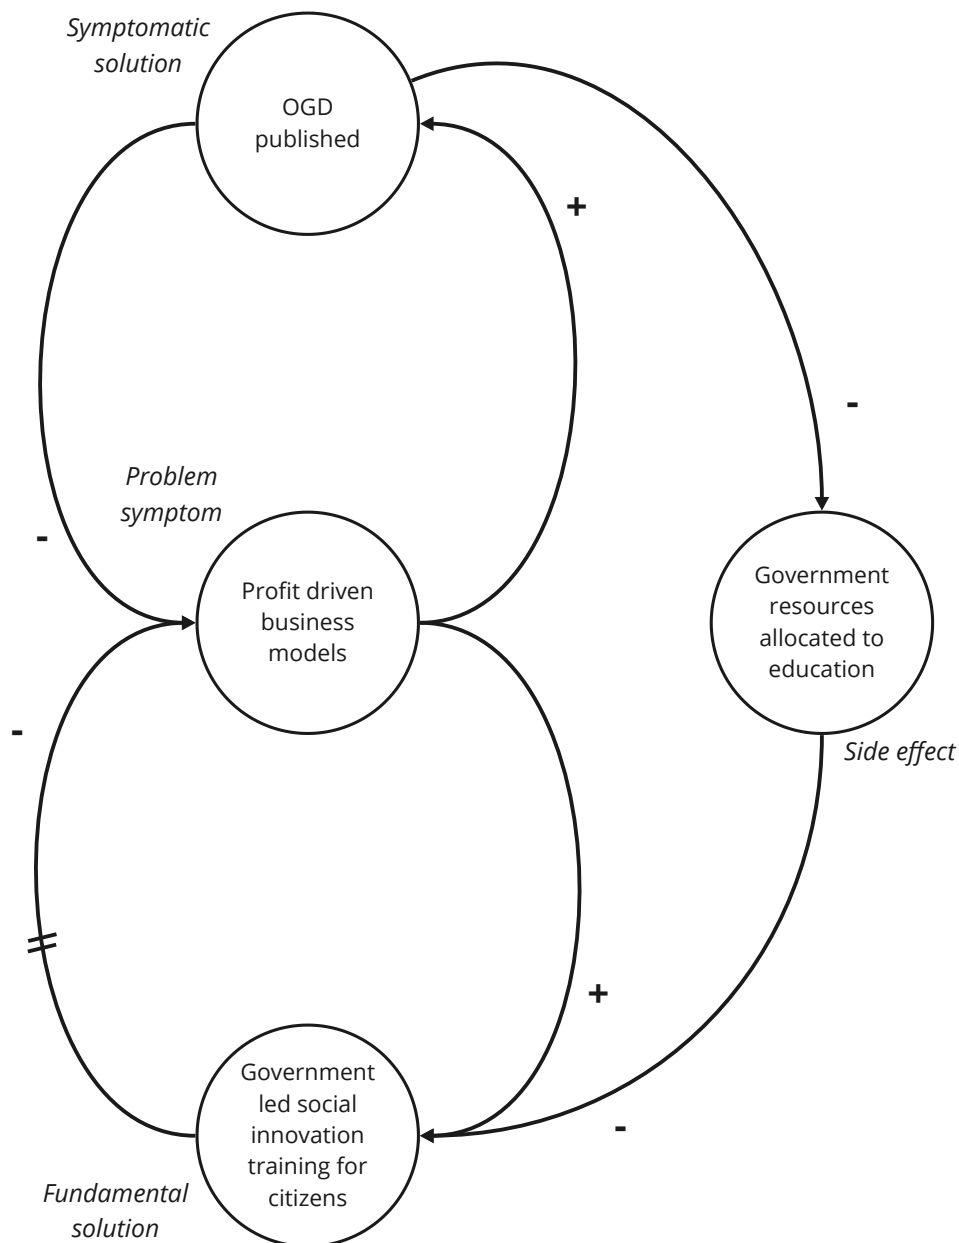 Symptomatic
solution
OGD
published
+
-
Problem
symptom
-
Profit driven
business
models
Government
resources
allocated to
education
-
Side effect
+
Government
led social
innovation
training for
citizens
-
Fundamental
solution